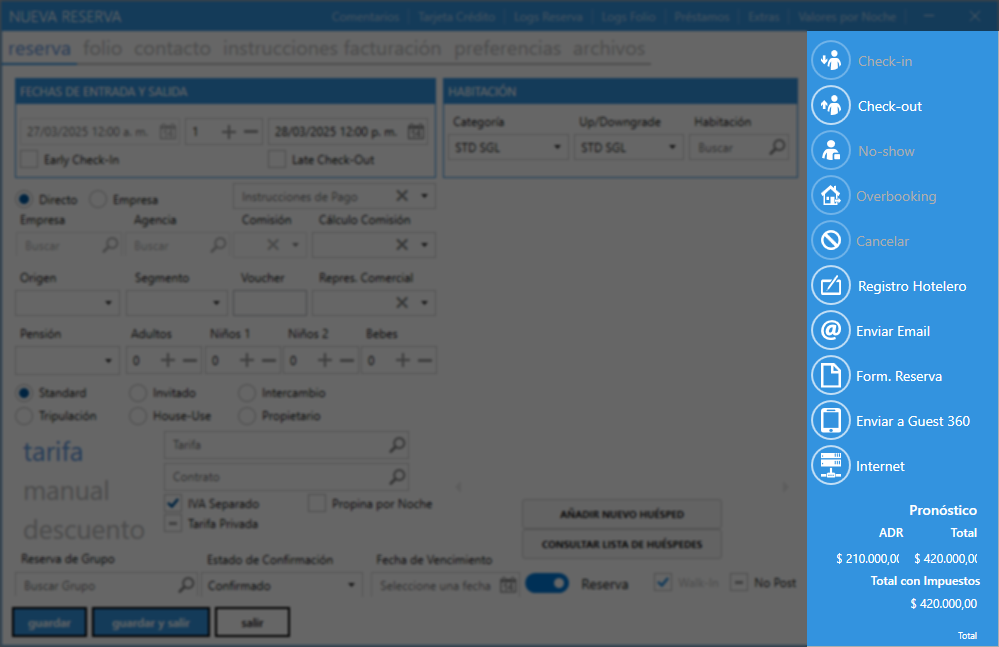 NUEVA RESERVA
Comentarios Tarjeta Crédito Logs Reserva Logs Folio Préstamos Extras Valores por Noche
reserva folio contacto instrucciones facturación preferencias archivos
FECHAS DE ENTRADA Y SALIDA
27/03/2025 12:00 a. m. 1 28/03/2025 12:00 p. m.
Early Check-In Late Check-Out
HABITACIÓN
Categoría Up/Downgrade Habitación
STD SGL STD SGL Buscar
Directo Empresa Instrucciones de Pago
Empresa Agencia Comisión Cálculo Comisión
Buscar Buscar
Origen Segmento Voucher Repres. Comercial
Pensión Adultos Niños 1 Niños 2 Bebes
0 0 0 0
Standard Invitado Intercambio
Tripulación House-Use Propietario
tarifa
manual
descuento
Tarifa
Contrato
IVA Separado Propina por Noche
Tarifa Privada
AÑADIR NUEVO HUÉSPED
CONSULTAR LISTA DE HUÉSPEDES
Reserva de Grupo Estado de Confirmación Fecha de Vencimiento
Buscar Grupo Confirmado Seleccione una fecha Reserva Walk-In No Post
guardar guardar y salir salir
Check-in
Check-out
No-show
Overbooking
Cancelar
Registro Hotelero
Enviar Email
Form. Reserva
Enviar a Guest 360
Internet
Pronóstico
ADR Total
$ 210.000,0( $ 420.000,0(
Total con Impuestos
$ 420.000,00
Total